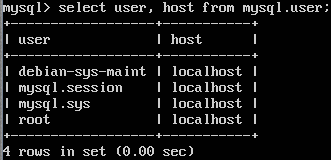 mysql> select user, host from mysql.user;
+------------------+-----------+
| user             | host      |
+------------------+-----------+
| debian-sys-maint | localhost |
| mysql.session    | localhost |
| mysql.sys        | localhost |
| root             | localhost |
+------------------+-----------+
4 rows in set (0.00 sec)